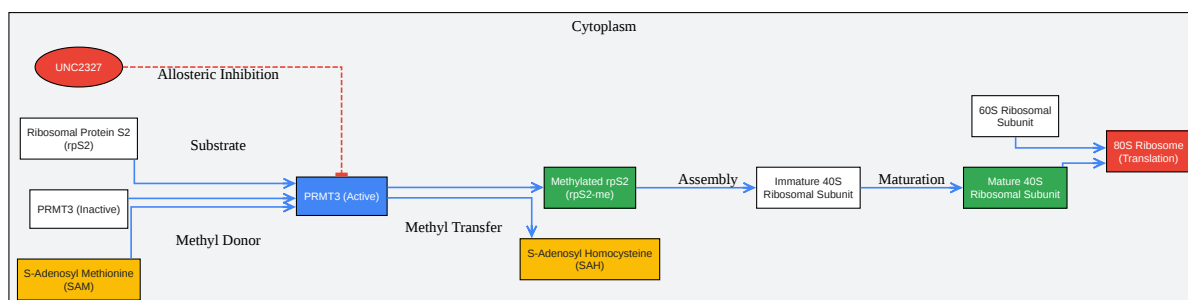 Cytoplasm
UNC2327
Allosteric Inhibition
Ribosomal Protein S2
(rpS2)
Substrate
PRMT3 (Inactive)
PRMT3 (Active)
Methyl Donor
S-Adenosyl Methionine
(SAM)
Methyl Transfer
Methylated rpS2
(rpS2-me)
S-Adenosyl Homocysteine
(SAH)
Assembly
Immature 40S
Ribosomal Subunit
Maturation
60S Ribosomal
Subunit
Mature 40S
Ribosomal Subunit
80S Ribosome
(Translation)